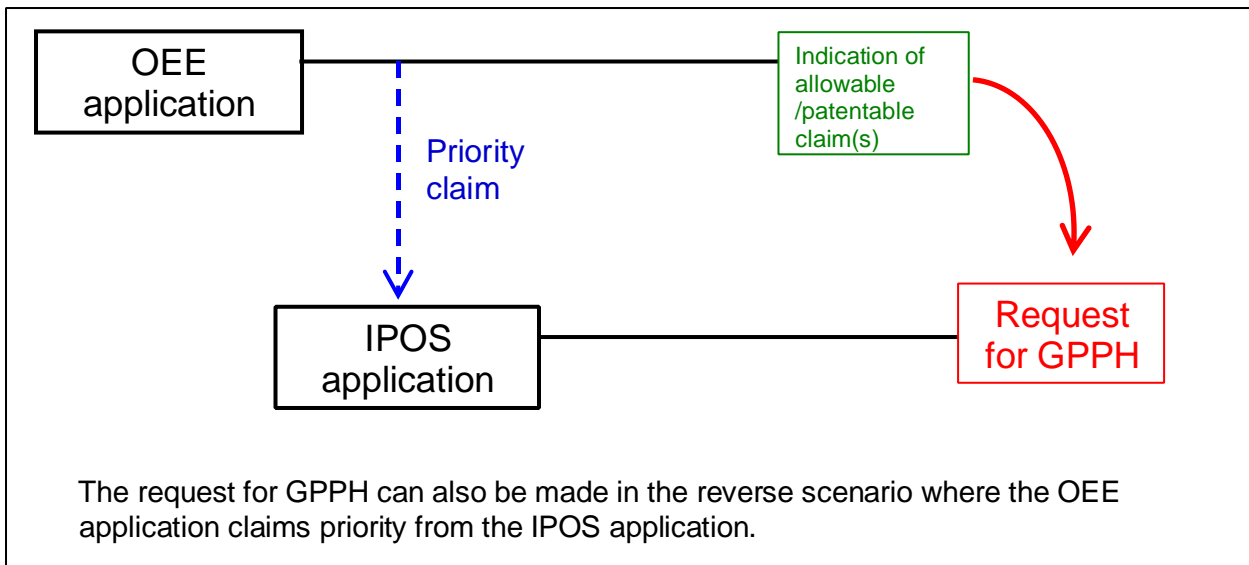 OEE
application
Indication of
allowable
/patentable
claim(s)
Priority
claim
IPOS
application
Request
for GPPH
The request for GPPH can also be made in the reverse scenario where the OEE
application claims priority from the IPOS application.